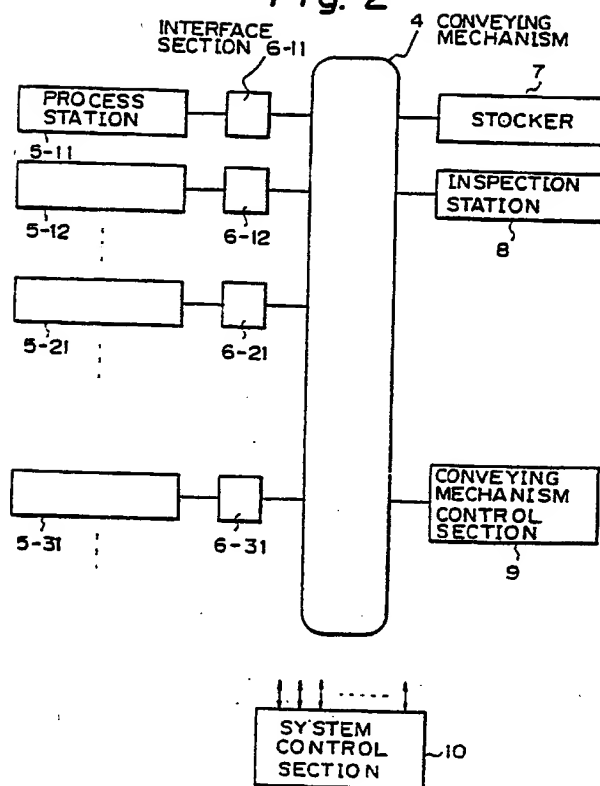 Fig. 2
INTERFACE
SECTION 6-11
4 CONVEYING
MECHANISM
PROCESS
STATION
5-11
7
STOCKER
5-12
6-12
INSPECTION
STATION
8
5-21
6-21
5-31
6-31
CONVEYING
MECHANISM
CONTROL
SECTION
9
SYSTEM
CONTROL
SECTION
10